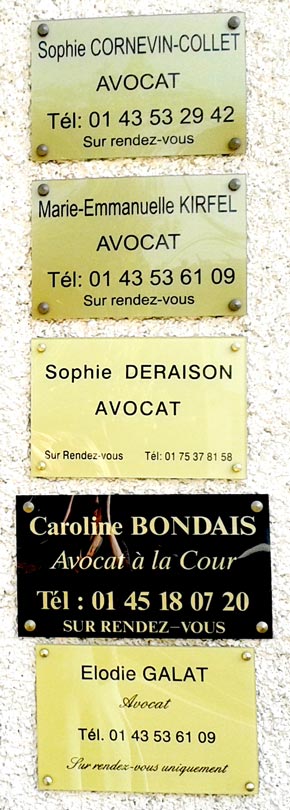 Sophie CORNEVIN-COLLET
AVOCAT
Tél: 01 43 53 29 42
Sur rendez-vous
Marie-Emmanuelle KIRFEL
AVOCAT
Tél: 01 43 53 61 09
Sur rendez-vous
Sophie DERAISON
AVOCAT
Sur Rendez-vous Tél: 01 75 37 81 58
Caroline BONDAIS
Avocat à la Cour
Tél : 01 45 18 07 20
SUR RENDEZ-VOUS
Elodie GALAT
Avocat
Tél. 01 43 53 61 09
Sur rendez-vous uniquement